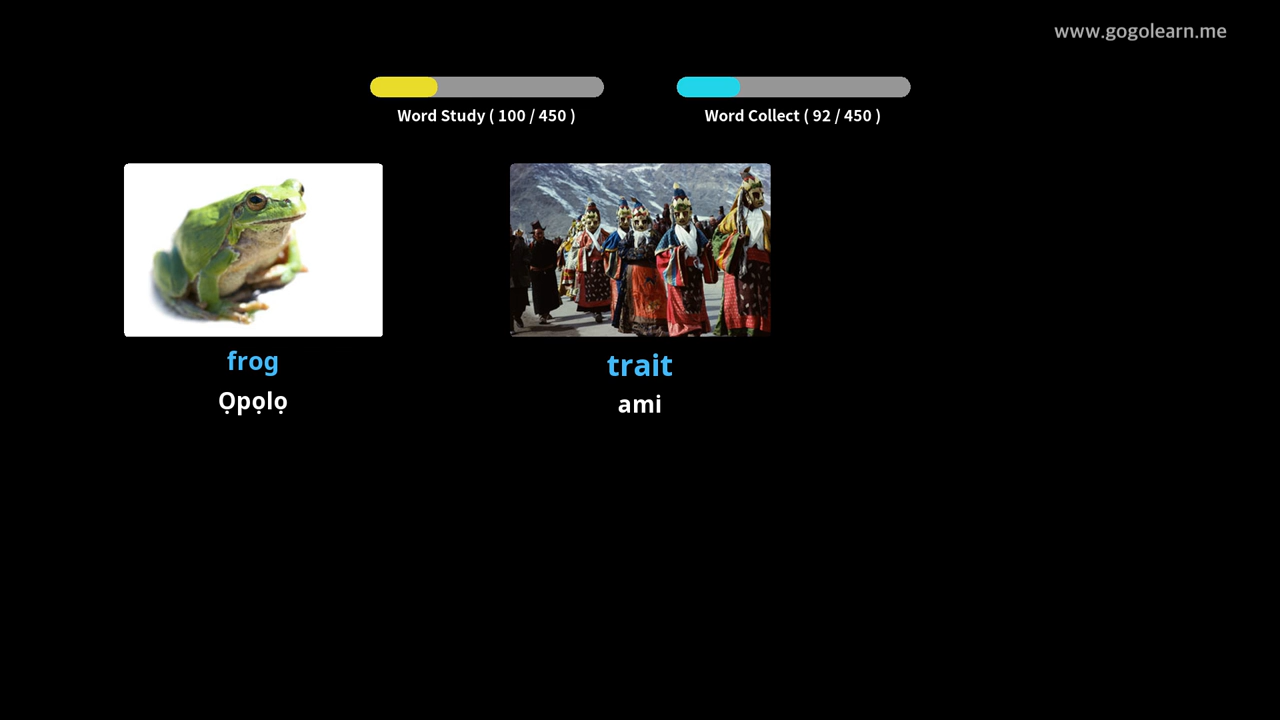 www.gogolearn.me
Word Study ( 100 / 450 )
Word Collect ( 92 / 450 )
frog
Ọpọlọ
trait
ami